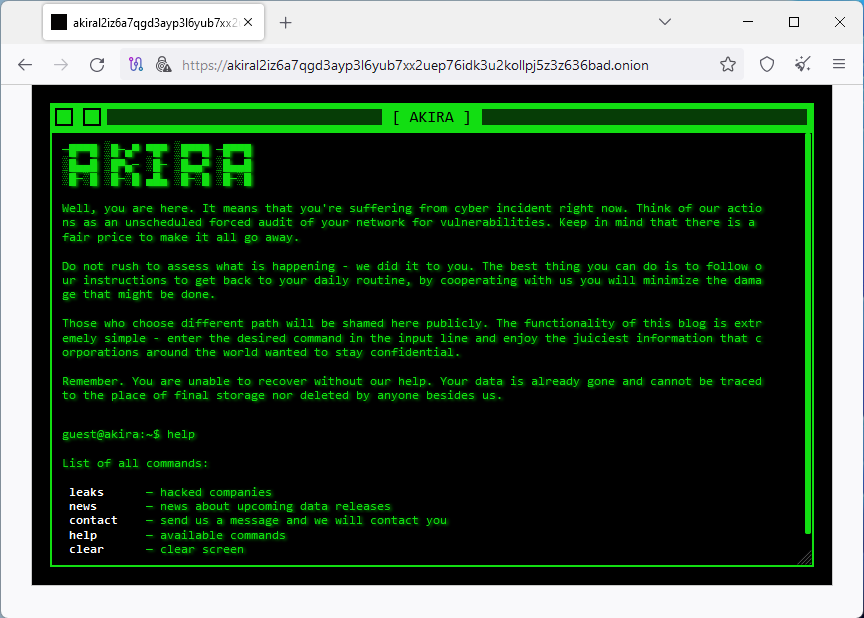 akiral2iz6a7qgd3ayp3l6yub7xx2
https://akiral2iz6a7qgd3ayp3l6yub7xx2uep76idk3u2kollpj5z3z636bad.onion
[ AKIRA ]
AKIRA
Well, you are here. It means that you're suffering from cyber incident right now. Think of our actio
ns as an unscheduled forced audit of your network for vulnerabilities. Keep in mind that there is a
fair price to make it all go away.
Do not rush to assess what is happening - we did it to you. The best thing you can do is to follow o
ur instructions to get back to your daily routine, by cooperating with us you will minimize the dama
ge that might be done.
Those who choose different path will be shamed here publicly. The functionality of this blog is extr
emely simple - enter the desired command in the input line and enjoy the juiciest information that c
orporations around the world wanted to stay confidential.
Remember. You are unable to recover without our help. Your data is already gone and cannot be traced
to the place of final storage nor deleted by anyone besides us.
guest@akira:~$ help
List of all commands:
leaks – hacked companies
news – news about upcoming data releases
contact – send us a message and we will contact you
help – available commands
clear – clear screen